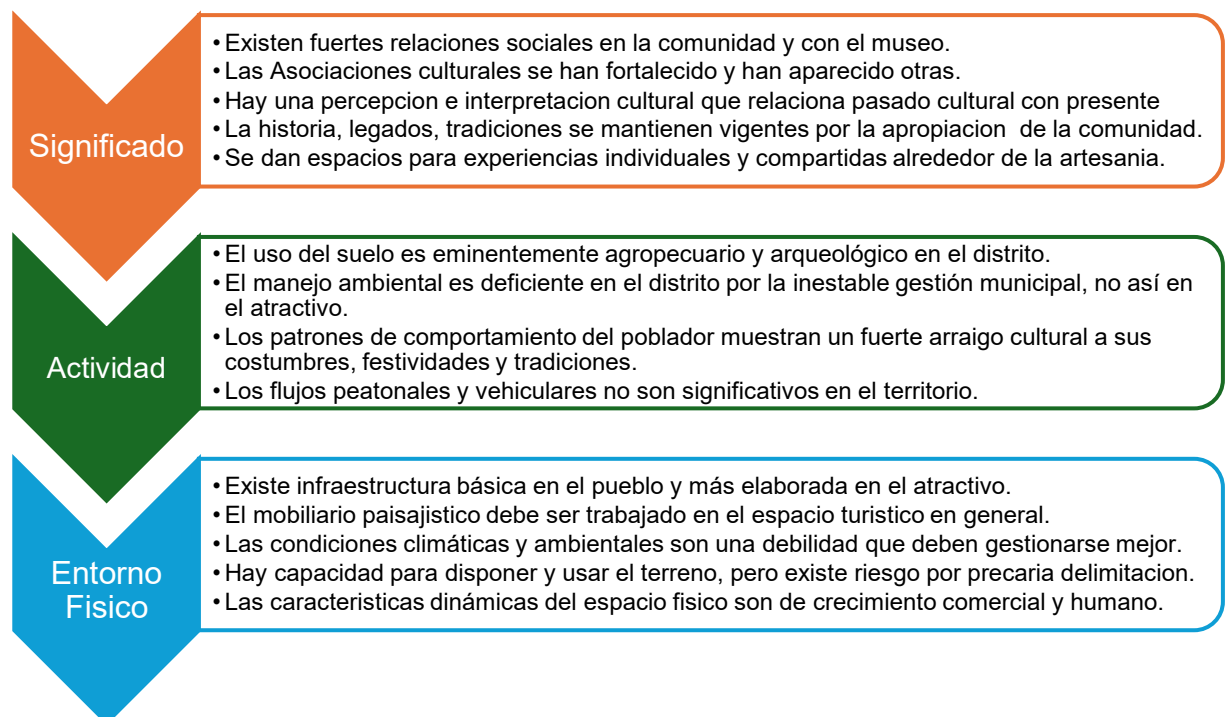 Significado
• Existen fuertes relaciones sociales en la comunidad y con el museo.
• Las Asociaciones culturales se han fortalecido y han aparecido otras.
• Hay una percepcion e interpretacion cultural que relaciona pasado cultural con presente
• La historia, legados, tradiciones se mantienen vigentes por la apropiacion de la comunidad.
• Se dan espacios para experiencias individuales y compartidas alrededor de la artesania.
Actividad
• El uso del suelo es eminentemente agropecuario y arqueológico en el distrito.
• El manejo ambiental es deficiente en el distrito por la inestable gestión municipal, no así en
el atractivo.
• Los patrones de comportamiento del poblador muestran un fuerte arraigo cultural a sus
costumbres, festividades y tradiciones.
• Los flujos peatonales y vehiculares no son significativos en el territorio.
Entorno
Fisico
• Existe infraestructura básica en el pueblo y más elaborada en el atractivo.
• El mobiliario paisajistico debe ser trabajado en el espacio turistico en general.
• Las condiciones climáticas y ambientales son una debilidad que deben gestionarse mejor.
• Hay capacidad para disponer y usar el terreno, pero existe riesgo por precaria delimitacion.
• Las caracteristicas dinámicas del espacio fisico son de crecimiento comercial y humano.